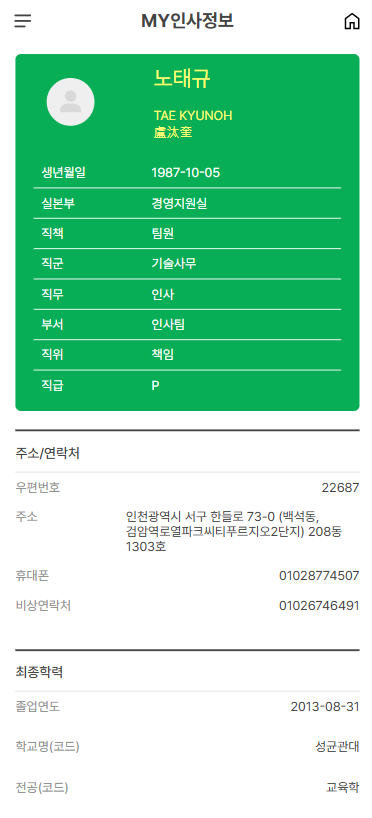 MY인사정보
노태규
TAE KYUNOH
盧汰奎
생년월일 1987-10-05
실본부 경영지원실
직책 팀원
직군 기술사무
직무 인사
부서 인사팀
직위 책임
직급 P
주소/연락처
우편번호 22687
주소 인천광역시 서구 한들로 73-0 (백석동,
검암역로열파크씨티푸르지오2단지) 208동
1303호
휴대폰 01028774507
비상연락처 01026746491
최종학력
졸업연도 2013-08-31
학교명(코드) 성균관대
전공(코드) 교육학